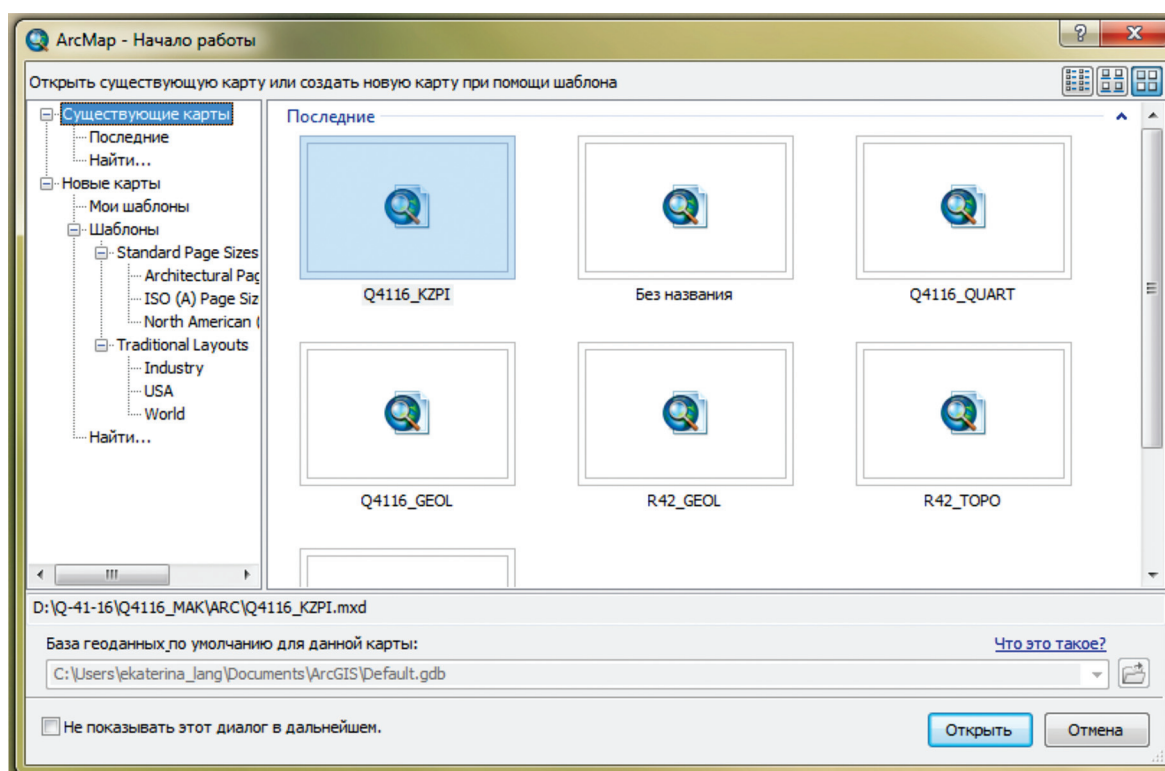 ArcMap - Начало работы
Открыть существующую карту или создать новую карту при помощи шаблона
Существующие карты
Последние
Найти...
Новые карты
Мои шаблоны
Шаблоны
Standard Page Sizes
Architectural Pag
ISO (A) Page Siz
North American (
Traditional Layouts
Industry
USA
World
Найти...
Последние
Q4116_KZPI
Без названия
Q4116_QUART
Q4116_GEOL
R42_GEOL
R42_TOPO
D:\Q-41-16\Q4116_MAK\ARC\Q4116_KZPI.mxd
База геоданных по умолчанию для данной карты:
Что это такое?
C:\Users\ekaterina_lang\Documents\ArcGIS\Default.gdb
Не показывать этот диалог в дальнейшем.
Открыть
Отмена